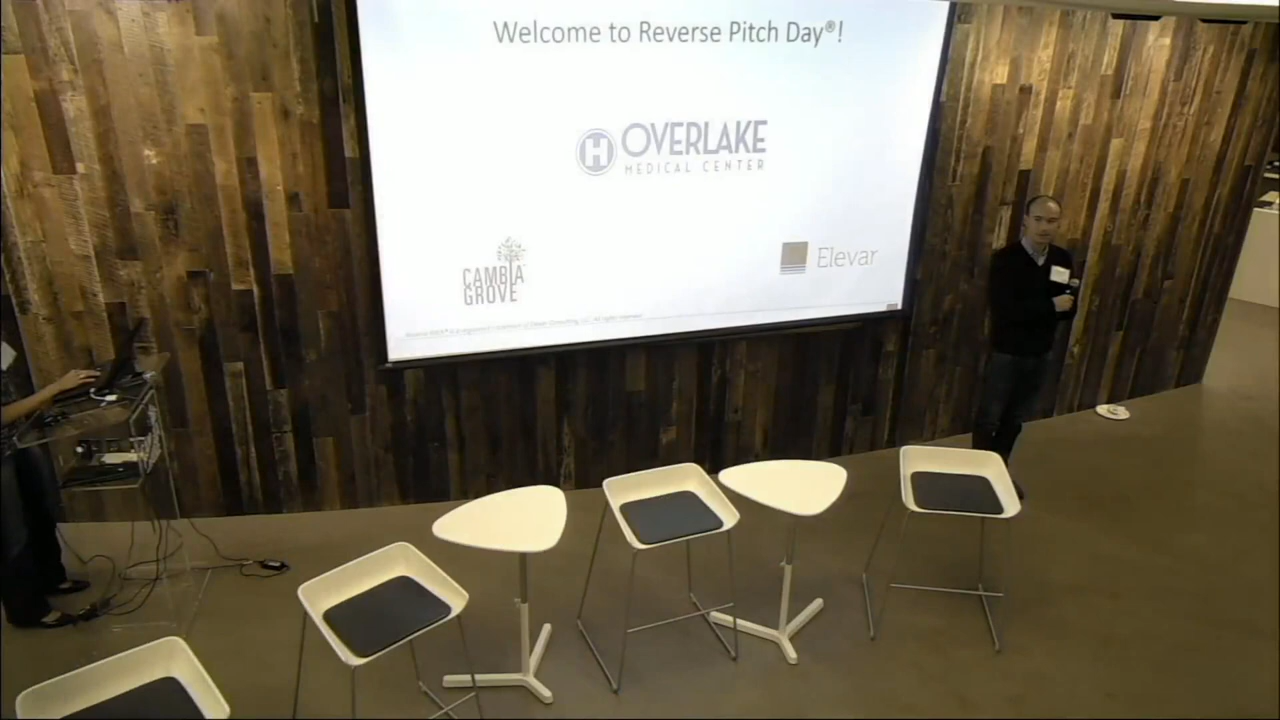 Welcome to Reverse Pitch Day®!
H OVERLAKE
MEDICAL CENTER
CAMBIA
GROVE
Elevar